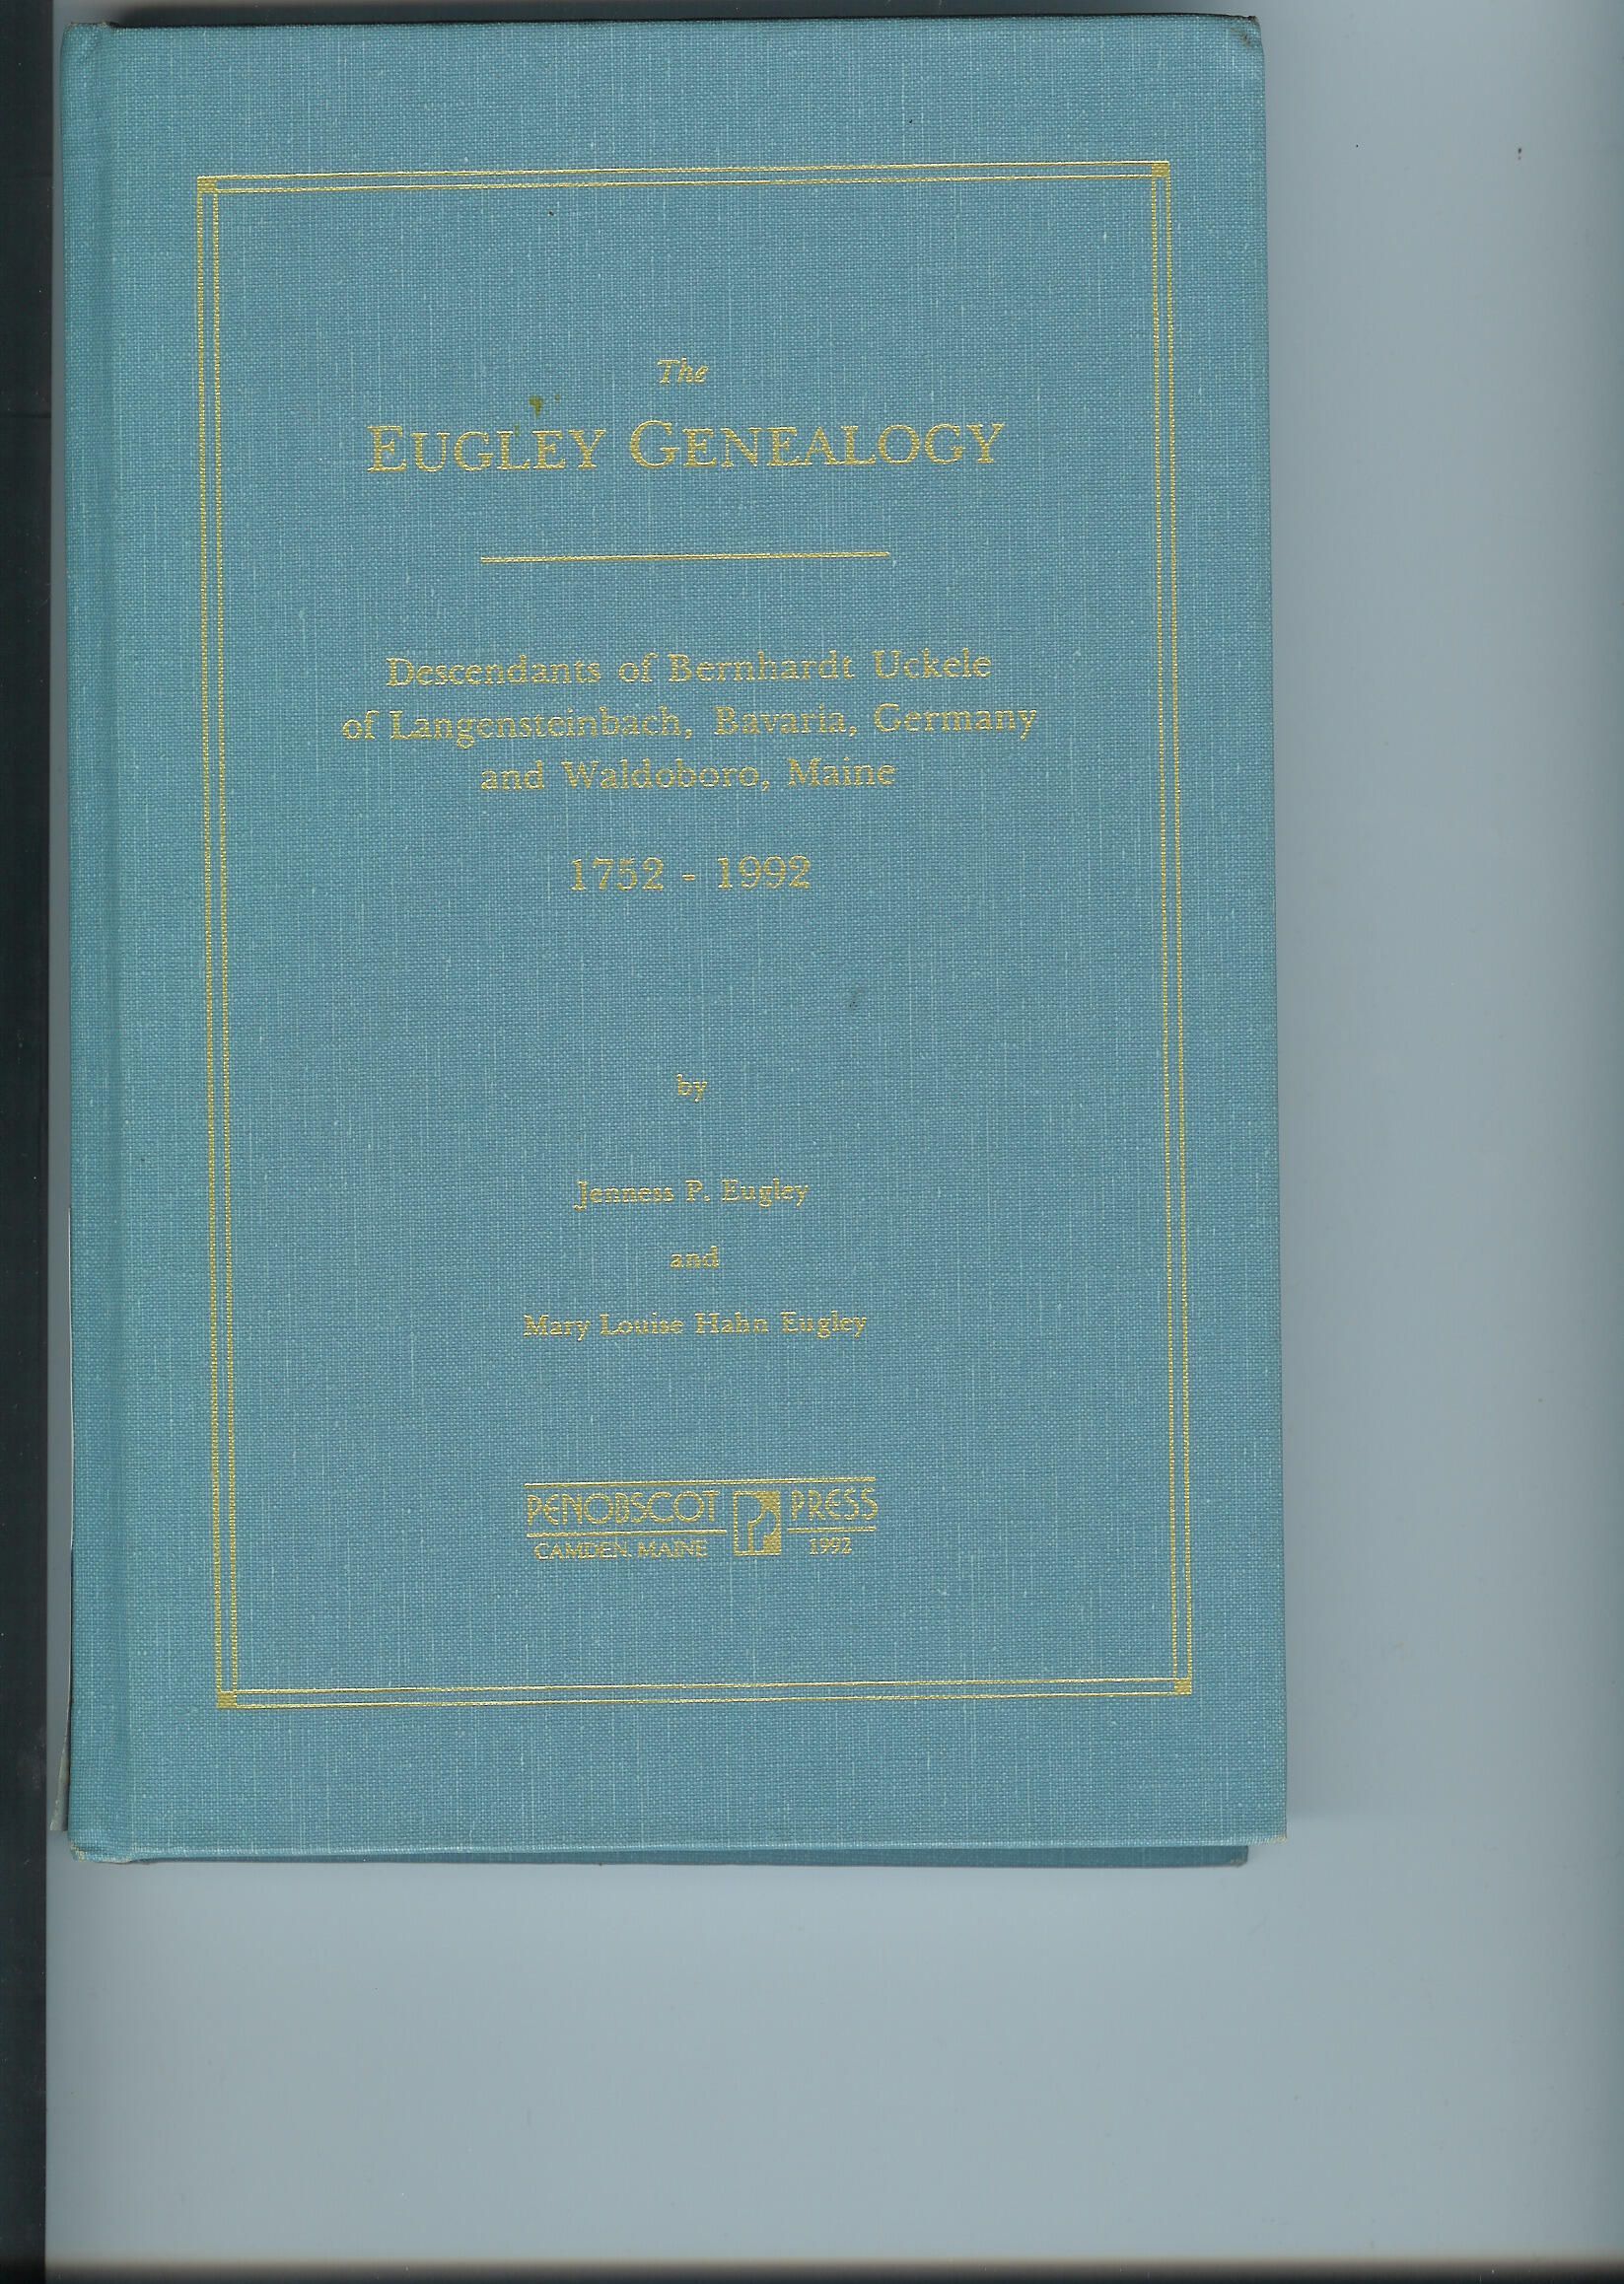 The
EUGLEY GENEALOGY
Descendants of Bernhardt Uckele
of Langensteinbach, Bavaria, Germany
and Waldoboro, Maine
1752 - 1992
by
Jenness P. Eugley
and
Mary Louise Hahn Eugley
PENOBSCOT P PRESS
CAMDEN, MAINE 1992